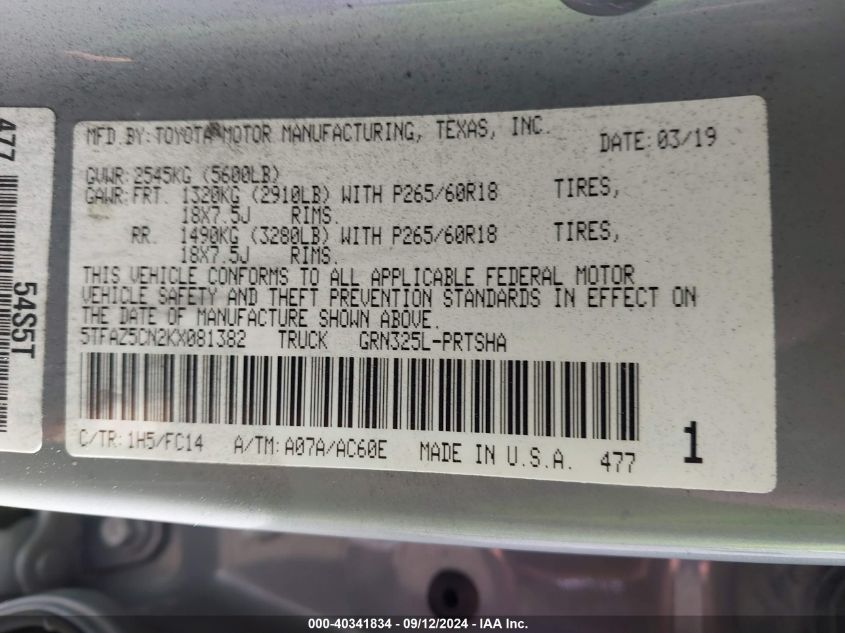 MFD.BY:TOYOTA MOTOR MANUFACTURING, TEXAS, INC. DATE:03/19
GVWR:2545KG (5600LB)
GAWR:FRT. 1320KG (2910LB) WITH P265/60R18 TIRES,
18X7.5J RIMS.
RR. 1490KG (3280LB) WITH P265/60R18 TIRES,
18X7.5J RIMS.
THIS VEHICLE CONFORMS TO ALL APPLICABLE FEDERAL MOTOR
VEHICLE SAFETY AND THEFT PREVENTION STANDARDS IN EFFECT ON
THE DATE OF MANUFACTURE SHOWN ABOVE.
5TFAZ5CN2KX081382 TRUCK GRN325L-PRTSHA
C/TR:1H5/FC14 A/TM:A07A/AC60E MADE IN U.S.A. 477 1
477
54S5T
000-40341834 - 09/12/2024 - IAA Inc.